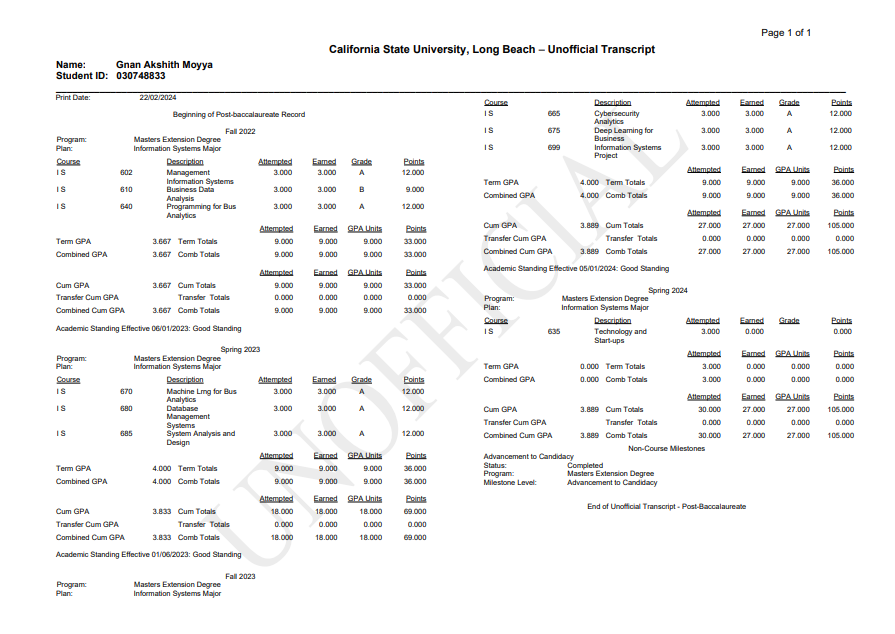 Page 1 of 1
California State University, Long Beach – Unofficial Transcript
Name: Gnan Akshith Moyya
Student ID: 030748833
Print Date: 22/02/2024
Beginning of Post-baccalaureate Record
Fall 2022
Program: Masters Extension Degree
Plan: Information Systems Major
Course Description Attempted Earned Grade Points
I S 602 Management 3.000 3.000 A 12.000
Information Systems
I S 610 Business Data 3.000 3.000 B 9.000
Analysis
I S 640 Programming for Bus 3.000 3.000 A 12.000
Analytics
Attempted Earned GPA Units Points
Term GPA 3.667 Term Totals 9.000 9.000 9.000 33.000
Combined GPA 3.667 Comb Totals 9.000 9.000 9.000 33.000
Attempted Earned GPA Units Points
Cum GPA 3.667 Cum Totals 9.000 9.000 9.000 33.000
Transfer Cum GPA Transfer Totals 0.000 0.000 0.000 0.000
Combined Cum GPA 3.667 Comb Totals 9.000 9.000 9.000 33.000
Academic Standing Effective 06/01/2023: Good Standing
Spring 2023
Program: Masters Extension Degree
Plan: Information Systems Major
Course Description Attempted Earned Grade Points
I S 670 Machine Lrng for Bus 3.000 3.000 A 12.000
Analytics
I S 680 Database 3.000 3.000 A 12.000
Management
Systems
I S 685 System Analysis and 3.000 3.000 A 12.000
Design
Attempted Earned GPA Units Points
Term GPA 4.000 Term Totals 9.000 9.000 9.000 36.000
Combined GPA 4.000 Comb Totals 9.000 9.000 9.000 36.000
Attempted Earned GPA Units Points
Cum GPA 3.833 Cum Totals 18.000 18.000 18.000 69.000
Transfer Cum GPA Transfer Totals 0.000 0.000 0.000 0.000
Combined Cum GPA 3.833 Comb Totals 18.000 18.000 18.000 69.000
Academic Standing Effective 01/06/2023: Good Standing
Fall 2023
Program: Masters Extension Degree
Plan: Information Systems Major
Course Description Attempted Earned Grade Points
I S 665 Cybersecurity 3.000 3.000 A 12.000
Analytics
I S 675 Deep Learning for 3.000 3.000 A 12.000
Business
I S 699 Information Systems 3.000 3.000 A 12.000
Project
Attempted Earned GPA Units Points
Term GPA 4.000 Term Totals 9.000 9.000 9.000 36.000
Combined GPA 4.000 Comb Totals 9.000 9.000 9.000 36.000
Attempted Earned GPA Units Points
Cum GPA 3.889 Cum Totals 27.000 27.000 27.000 105.000
Transfer Cum GPA Transfer Totals 0.000 0.000 0.000 0.000
Combined Cum GPA 3.889 Comb Totals 27.000 27.000 27.000 105.000
Academic Standing Effective 05/01/2024: Good Standing
Spring 2024
Program: Masters Extension Degree
Plan: Information Systems Major
Course Description Attempted Earned Grade Points
I S 635 Technology and 3.000 0.000 0.000
Start-ups
Attempted Earned GPA Units Points
Term GPA 0.000 Term Totals 3.000 0.000 0.000 0.000
Combined GPA 0.000 Comb Totals 3.000 0.000 0.000 0.000
Attempted Earned GPA Units Points
Cum GPA 3.889 Cum Totals 30.000 27.000 27.000 105.000
Transfer Cum GPA Transfer Totals 0.000 0.000 0.000 0.000
Combined Cum GPA 3.889 Comb Totals 30.000 27.000 27.000 105.000
Non-Course Milestones
Advancement to Candidacy
Status: Completed
Program: Masters Extension Degree
Milestone Level: Advancement to Candidacy
End of Unofficial Transcript - Post-Baccalaureate
UNOFFICIAL